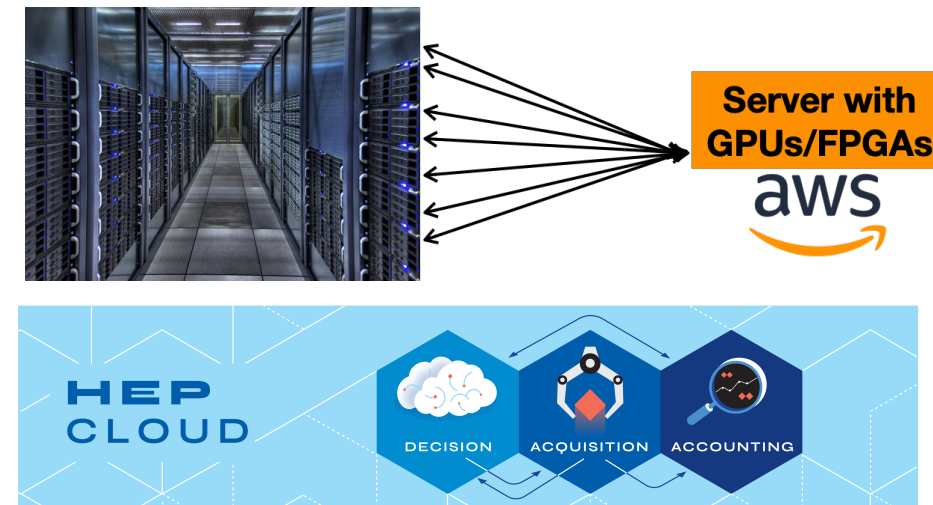 Server with
GPUs/FPGAs
aws
HEP
CLOUD
DECISION
ACQUISITION
ACCOUNTING